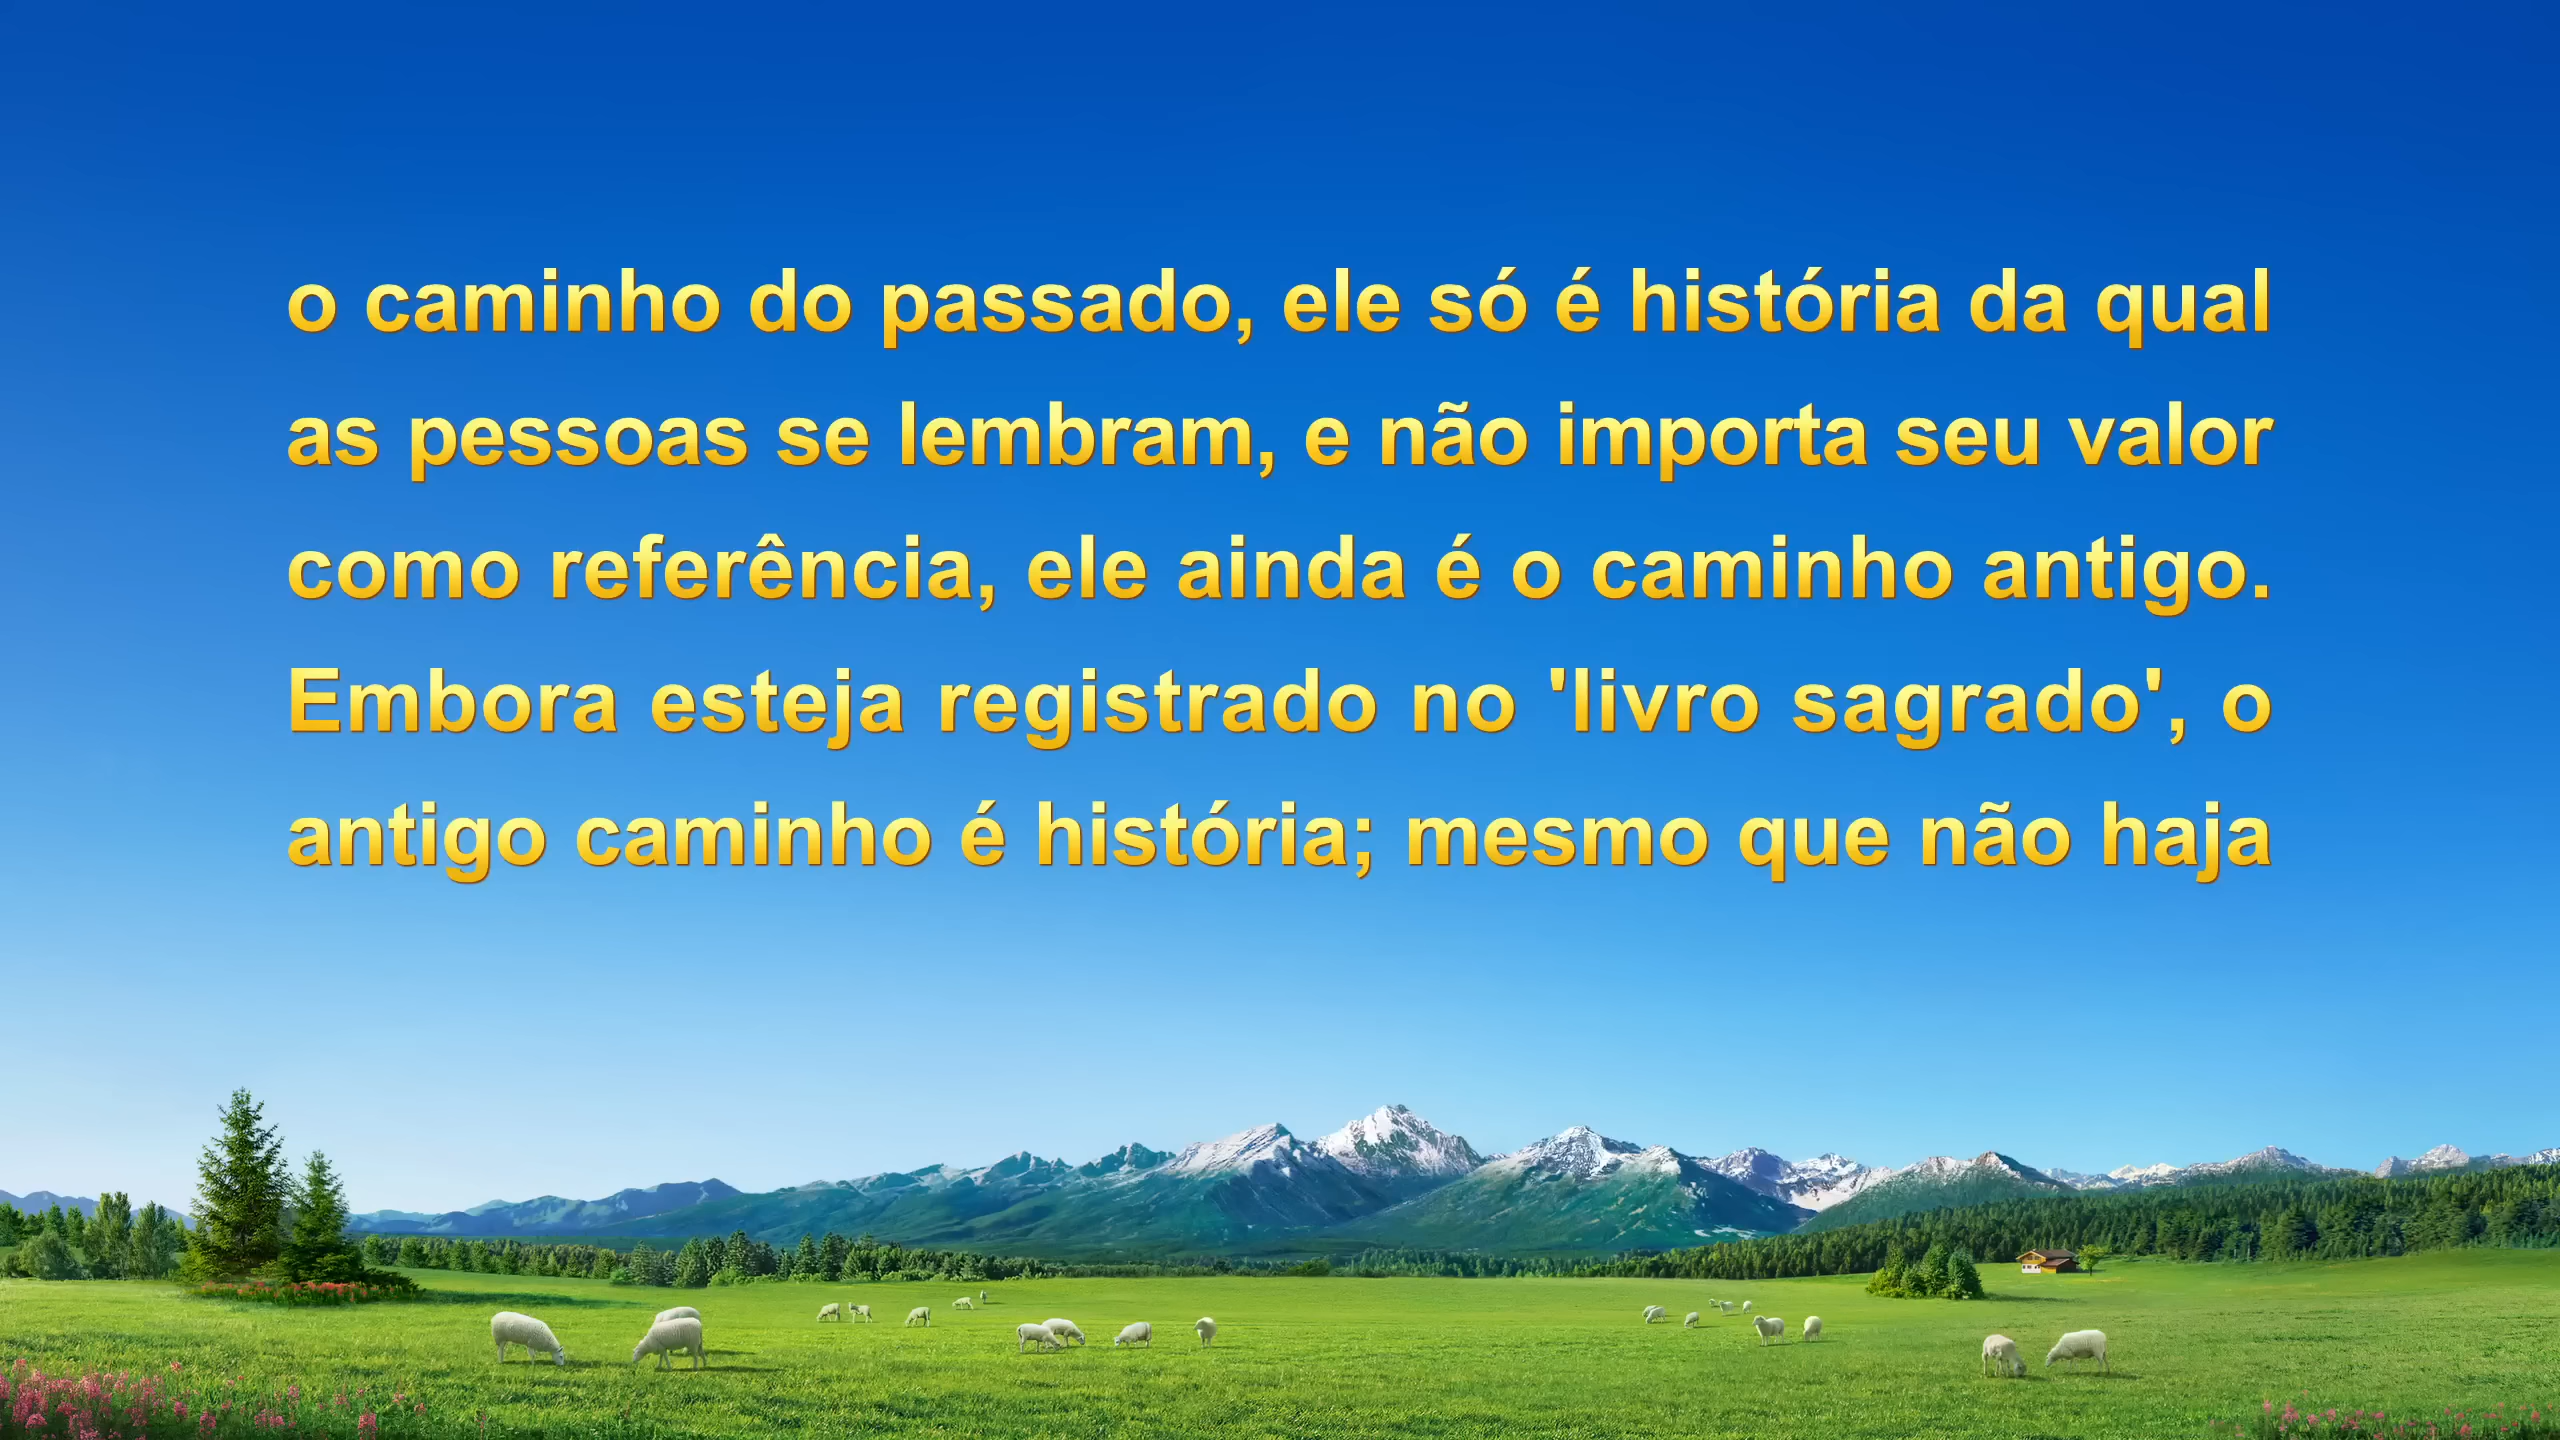 o caminho do passado, ele só é história da qual
as pessoas se lembram, e não importa seu valor
como referência, ele ainda é o caminho antigo.
Embora esteja registrado no 'livro sagrado', o
antigo caminho é história; mesmo que não haja